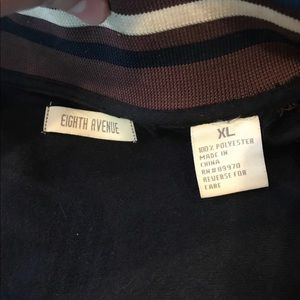 EIGHTH AVENUE
XL
100% POLYESTER
MADE IN
CHINA
RN#89970
REVERSE FOR
CARE